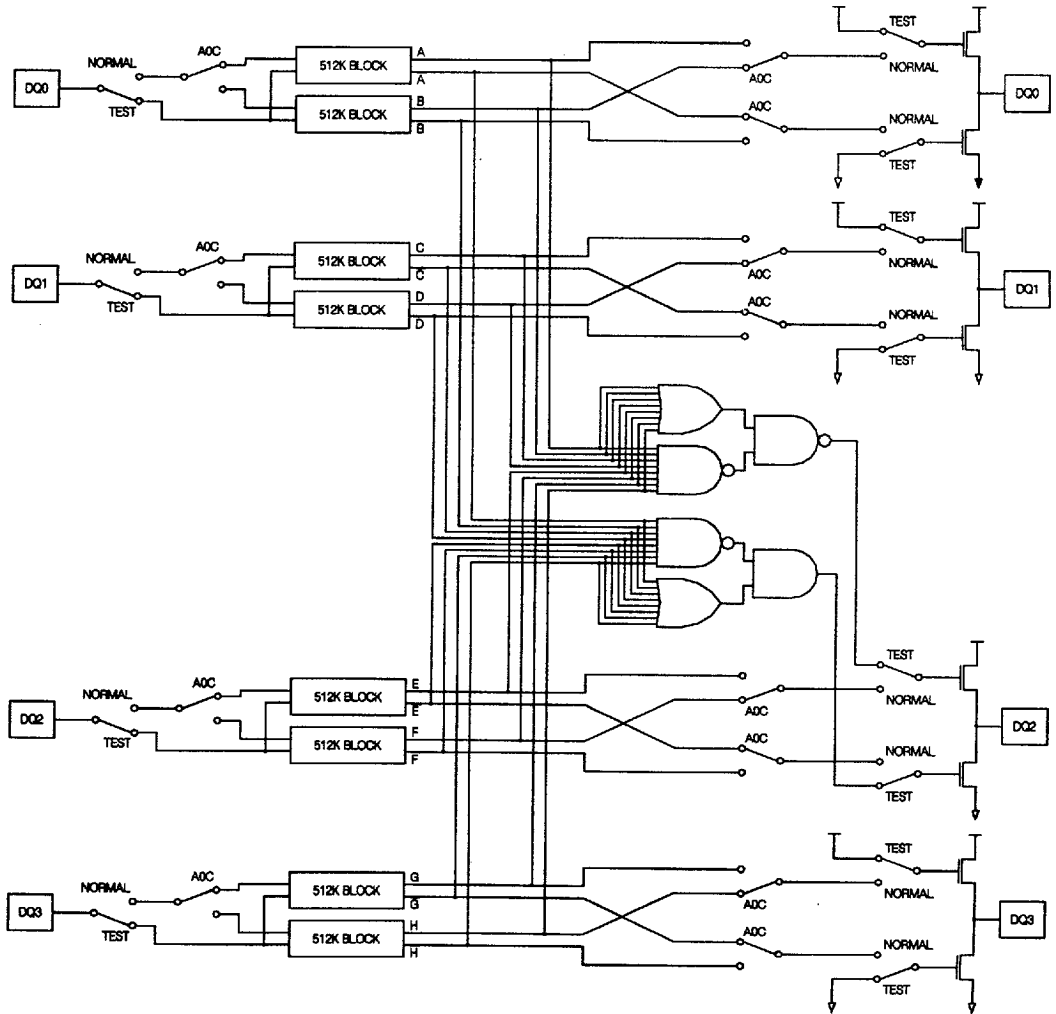 TEST
A0C
NORMAL
512K BLOCK
A
A
NORMAL
DQ0
TEST
B
512K BLOCK
B
A0C
A0C
NORMAL
TEST
DQ0
TEST
A0C
NORMAL
512K BLOCK
C
C
NORMAL
DQ1
TEST
D
512K BLOCK
D
A0C
A0C
NORMAL
TEST
DQ1
TEST
A0C
NORMAL
512K BLOCK
E
E
NORMAL
DQ2
TEST
F
512K BLOCK
F
A0C
A0C
NORMAL
TEST
DQ2
TEST
A0C
NORMAL
512K BLOCK
G
G
NORMAL
DQ3
TEST
H
512K BLOCK
H
A0C
A0C
NORMAL
TEST
DQ3